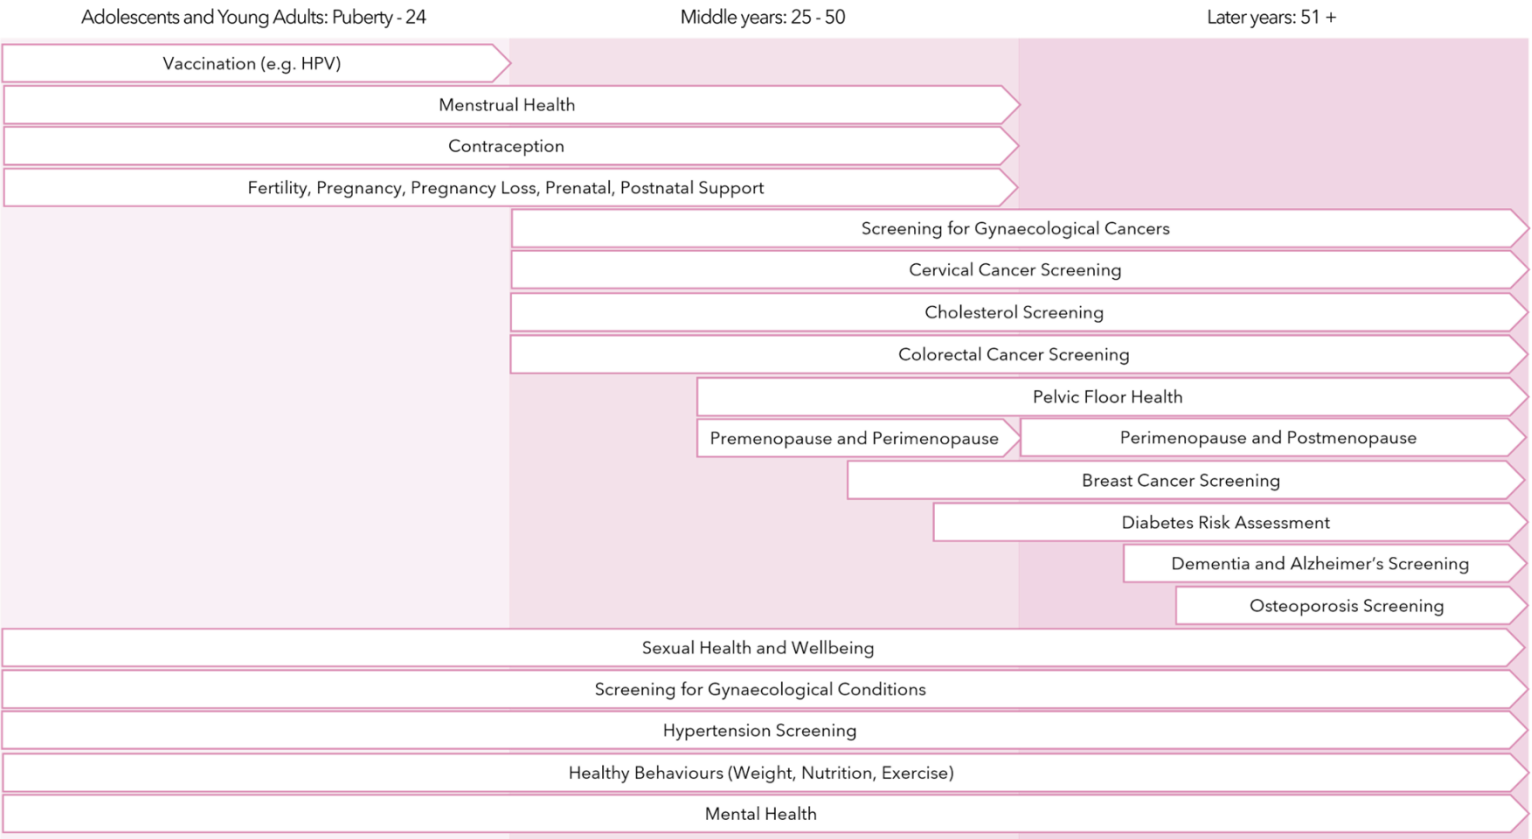 Adolescents and Young Adults: Puberty - 24
Middle years: 25 - 50
Later years: 51 +
Vaccination (e.g. HPV)
Menstrual Health
Contraception
Fertility, Pregnancy, Pregnancy Loss, Prenatal, Postnatal Support
Screening for Gynaecological Cancers
Cervical Cancer Screening
Cholesterol Screening
Colorectal Cancer Screening
Pelvic Floor Health
Premenopause and Perimenopause
Perimenopause and Postmenopause
Breast Cancer Screening
Diabetes Risk Assessment
Dementia and Alzheimer's Screening
Osteoporosis Screening
Sexual Health and Wellbeing
Screening for Gynaecological Conditions
Hypertension Screening
Healthy Behaviours (Weight, Nutrition, Exercise)
Mental Health